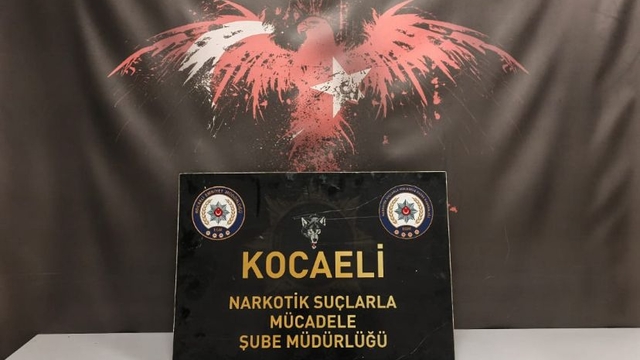 KOCAELİ
NARKOTİK SUÇLARLA
MÜCADELE
ŞUBE MÜDÜRLÜĞÜ